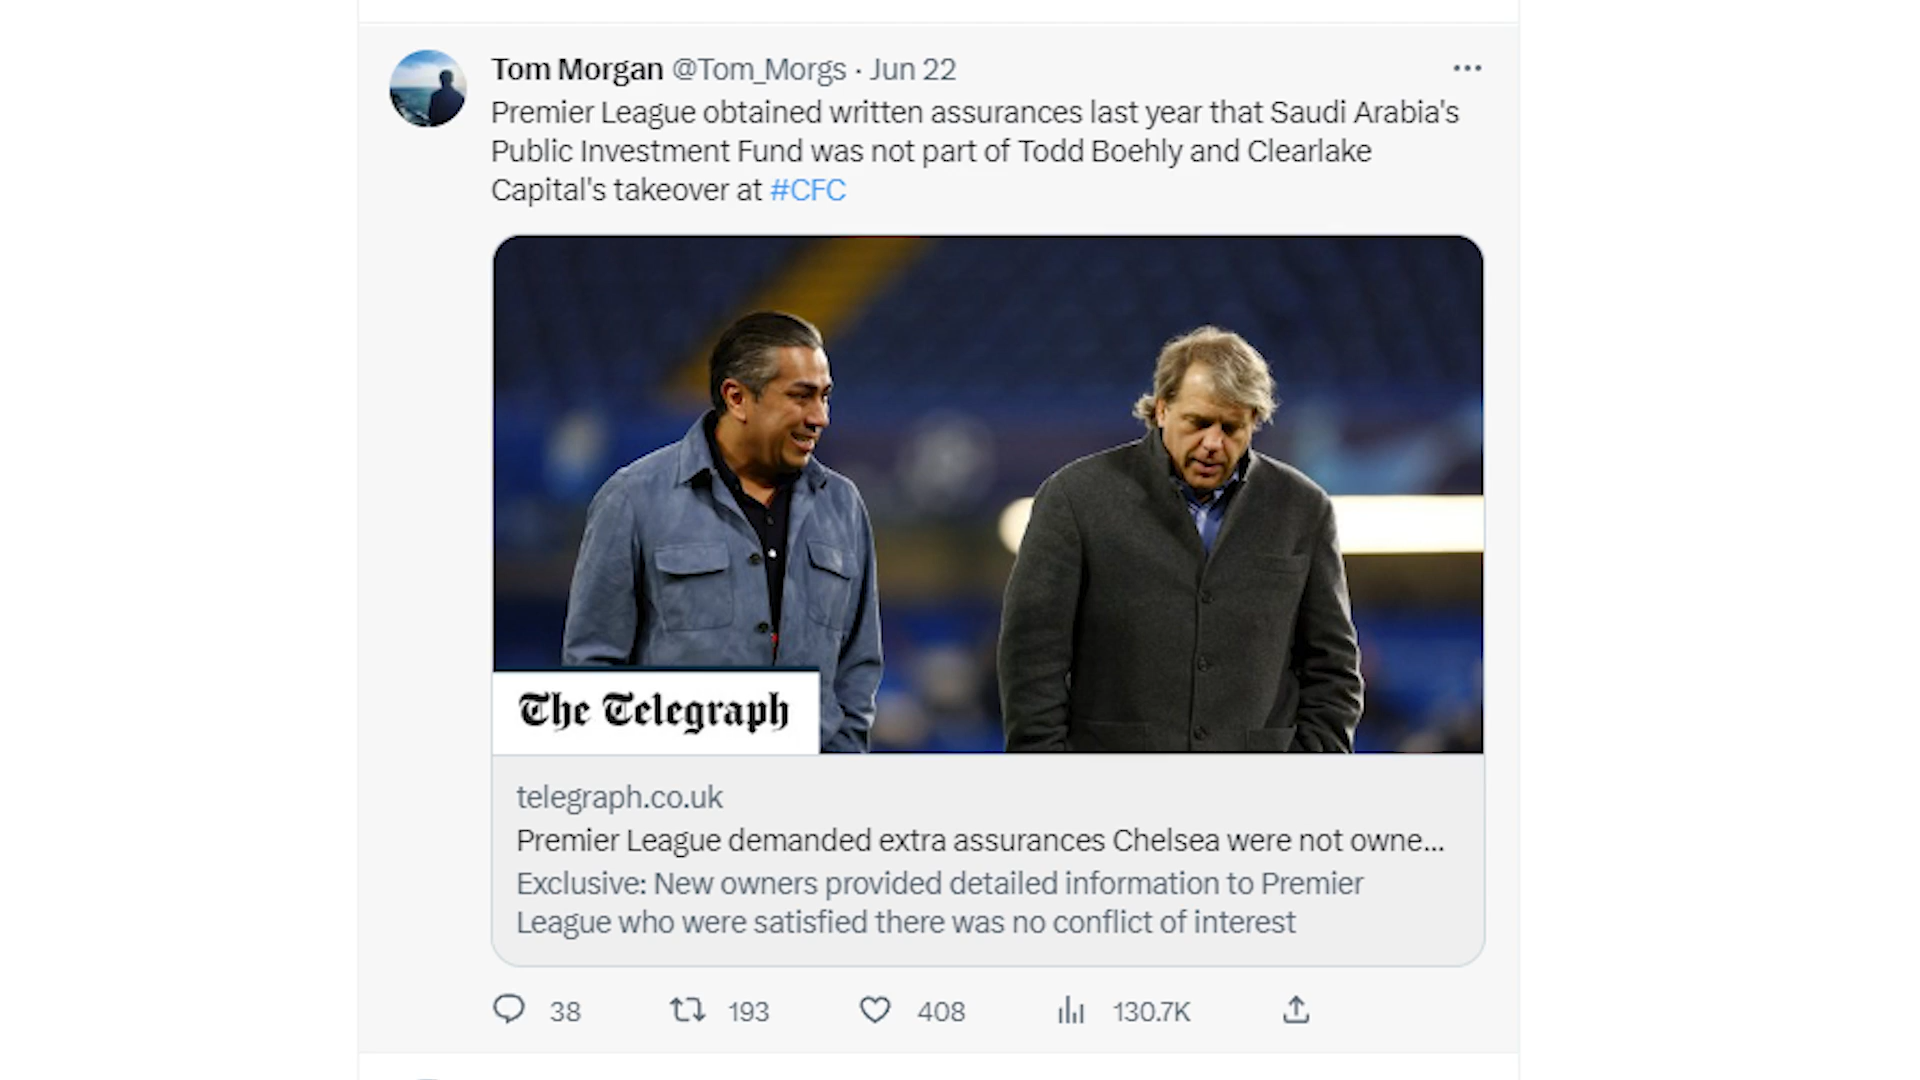 Tom Morgan @Tom_Morgs · Jun 22
Premier League obtained written assurances last year that Saudi Arabia's
Public Investment Fund was not part of Todd Boehly and Clearlake
Capital's takeover at #CFC
The Telegraph
telegraph.co.uk
Premier League demanded extra assurances Chelsea were not owne...
Exclusive: New owners provided detailed information to Premier
League who were satisfied there was no conflict of interest
38 193 408 130.7K